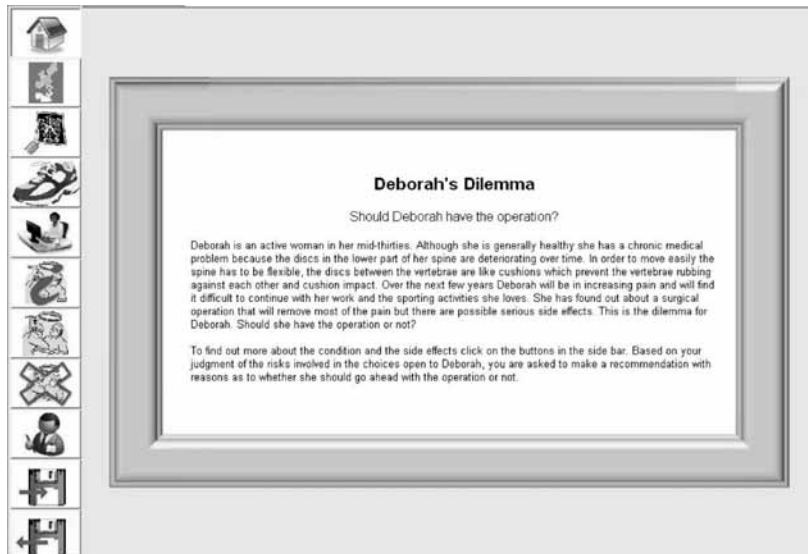 Deborah's Dilemma
Should Deborah have the operation?
Deborah is an active woman in her mid-thirties. Although she is generally healthy she has a chronic medical
problem because the discs in the lower part of her spine are deteriorating over time. In order to move easily the
spine has to be flexible, the discs between the vertebrae are like cushions which prevent the vertebrae rubbing
against each other and cushion impact. Over the next few years Deborah will be in increasing pain and will find
it difficult to continue with her work and the sporting activities she loves. She has found out about a surgical
operation that will remove most of the pain but there are possible serious side effects. This is the dilemma for
Deborah. Should she have the operation or not?
To find out more about the condition and the side effects click on the buttons in the side bar. Based on your
judgment of the risks involved in the choices open to Deborah, you are asked to make a recommendation with
reasons as to whether she should go ahead with the operation or not.